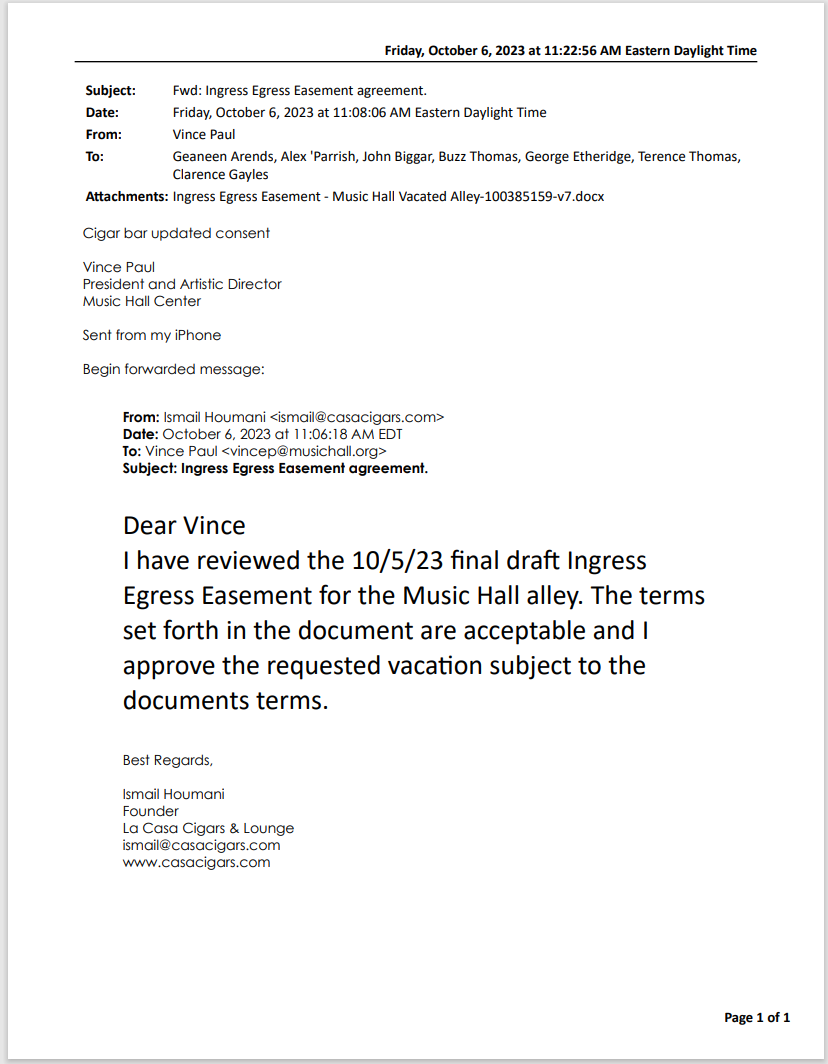 Friday, October 6, 2023 at 11:22:56 AM Eastern Daylight Time
Subject: Fwd: Ingress Egress Easement agreement.
Date: Friday, October 6, 2023 at 11:08:06 AM Eastern Daylight Time
From: Vince Paul
To: Geaneen Arends, Alex 'Parrish, John Biggar, Buzz Thomas, George Etheridge, Terence Thomas,
Clarence Gayles
Attachments: Ingress Egress Easement - Music Hall Vacated Alley-100385159-v7.docx
Cigar bar updated consent
Vince Paul
President and Artistic Director
Music Hall Center
Sent from my iPhone
Begin forwarded message:
From: Ismail Houmani <ismail@casacigars.com>
Date: October 6, 2023 at 11:06:18 AM EDT
To: Vince Paul <vincep@musichall.org>
Subject: Ingress Egress Easement agreement.
Dear Vince
I have reviewed the 10/5/23 final draft Ingress
Egress Easement for the Music Hall alley. The terms
set forth in the document are acceptable and I
approve the requested vacation subject to the
documents terms.
Best Regards,
Ismail Houmani
Founder
La Casa Cigars & Lounge
ismail@casacigars.com
www.casacigars.com
Page 1 of 1